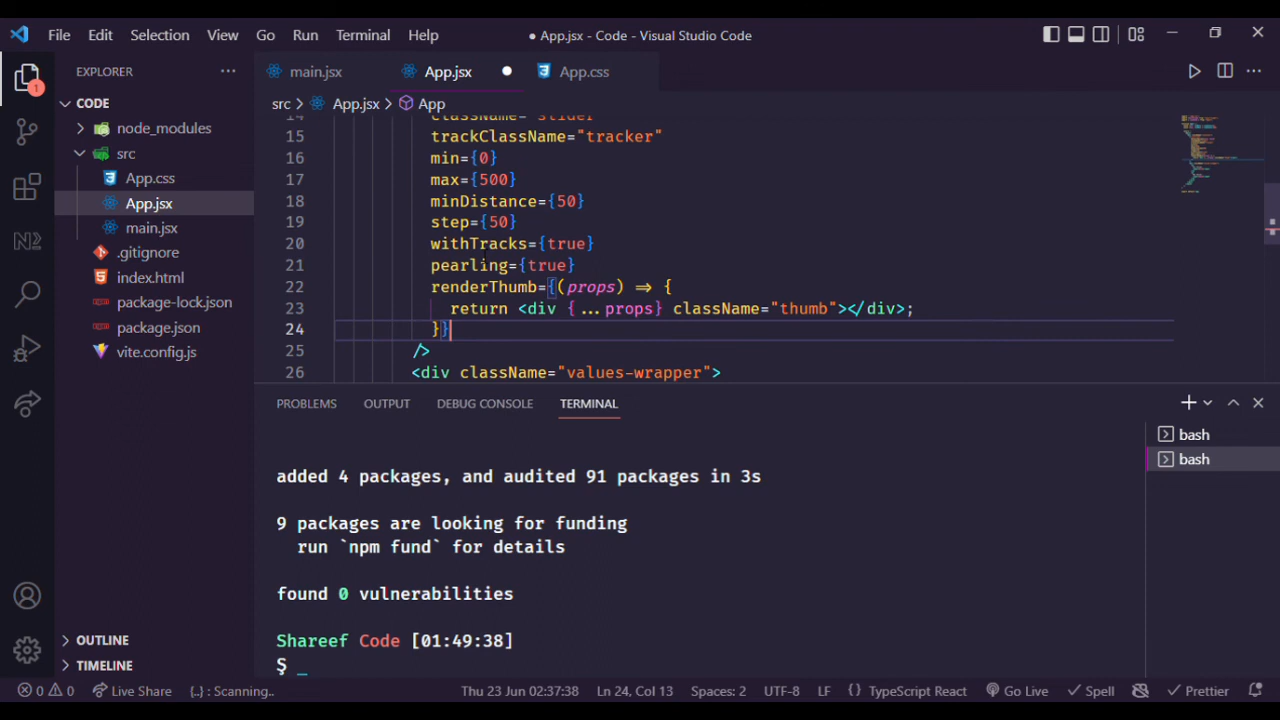 File Edit Selection View Go Run Terminal Help
● App.jsx - Code - Visual Studio Code
EXPLORER ...
1
CODE
node_modules
src
App.css
App.jsx
main.jsx
.gitignore
index.html
package-lock.json
package.json
vite.config.js
OUTLINE
TIMELINE
main.jsx App.jsx App.css
src > App.jsx > App
14 className="slider"
15 trackClassName="tracker"
16 min={0}
17 max={500}
18 minDistance={50}
19 step={50}
20 withTracks={true}
21 pearling={true}
22 renderThumb={(props) => {
23 return <div {...props} className="thumb"></div>;
24 }}
25 />
26 <div className="values-wrapper">
PROBLEMS OUTPUT DEBUG CONSOLE TERMINAL
bash
bash
added 4 packages, and audited 91 packages in 3s
9 packages are looking for funding
run `npm fund` for details
found 0 vulnerabilities
Shareef Code [01:49:38]
$ _
0 0 Live Share {..} : Scanning.. Thu 23 Jun 02:37:38 Ln 24, Col 13 Spaces: 2 UTF-8 LF {} TypeScript React Go Live Spell Prettier